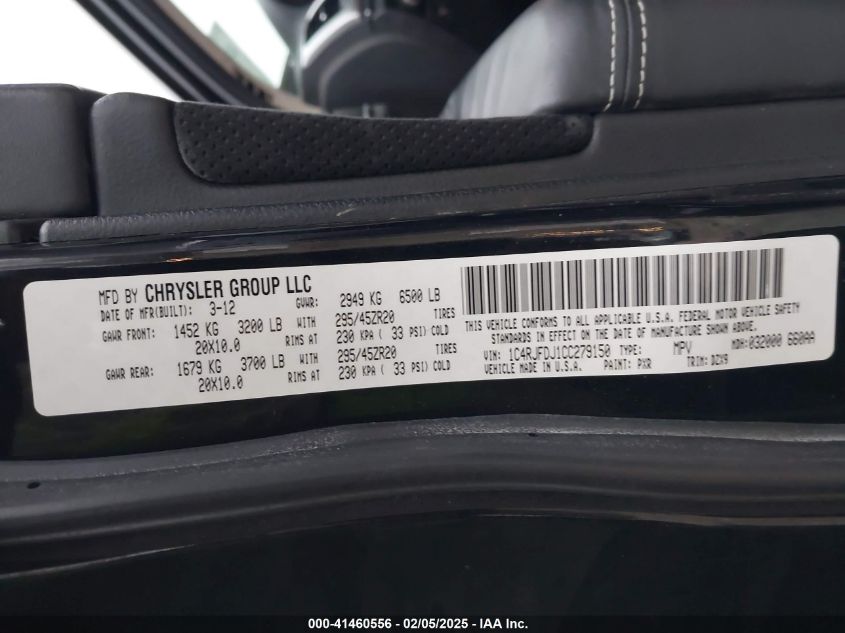 MFD BY CHRYSLER GROUP LLC
DATE OF MFR(BUILT): 3-12 GVWR: 2949 KG 6500 LB
GAWR FRONT: 1452 KG 3200 LB WITH 295/45ZR20 TIRES
20X10.0 RIMS AT 230 KPA ( 33 PSI) COLD
GAWR REAR: 1679 KG 3700 LB WITH 295/45ZR20 TIRES
20X10.0 RIMS AT 230 KPA ( 33 PSI) COLD
THIS VEHICLE CONFORMS TO ALL APPLICABLE U.S.A. FEDERAL MOTOR VEHICLE SAFETY
STANDARDS IN EFFECT ON THE DATE OF MANUFACTURE SHOWN ABOVE.
VIN: 1C4RJFDJ1CC279150 TYPE: MPV MDH: 032000 660AA
VEHICLE MADE IN U.S.A. PAINT: PXR TRIM: DZX9
000-41460556 - 02/05/2025 - IAA Inc.